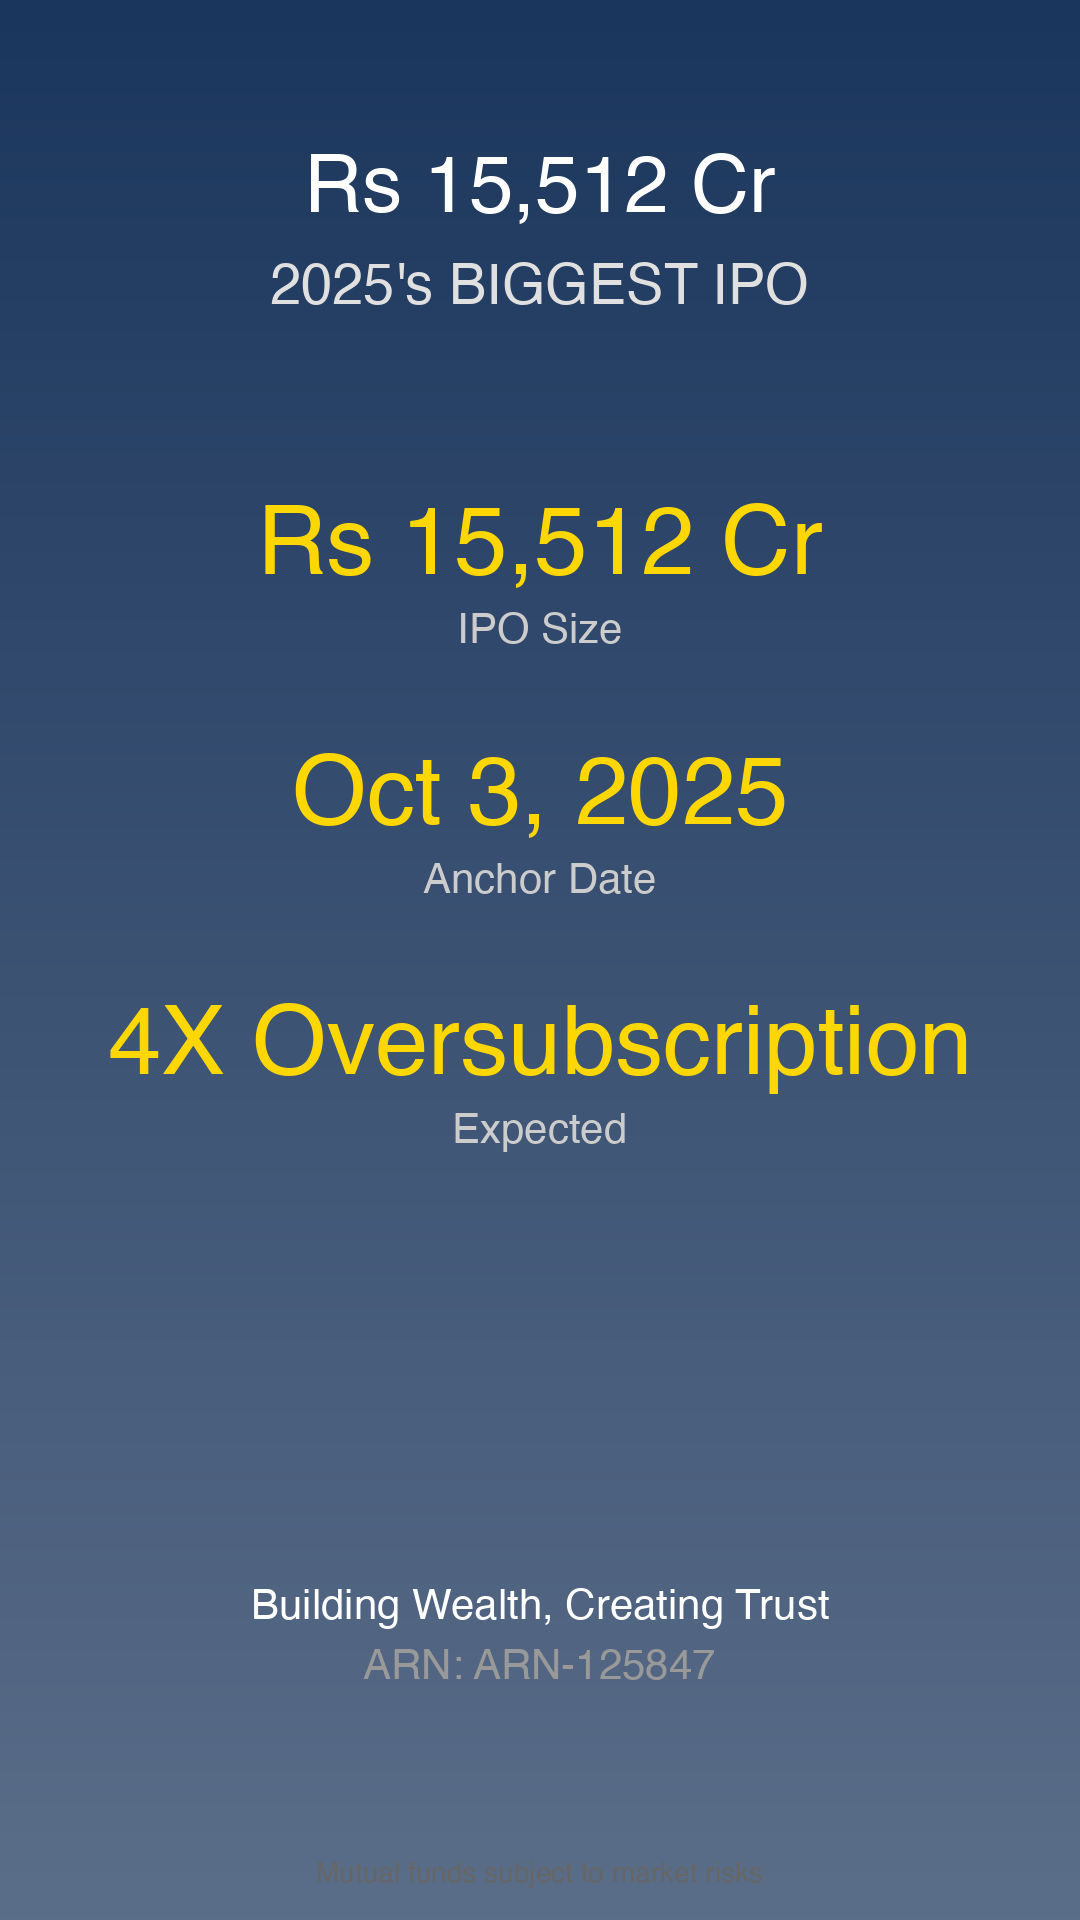 Rs 15,512 Cr
2025's BIGGEST IPO
Rs 15,512 Cr
IPO Size
Oct 3, 2025
Anchor Date
4X Oversubscription
Expected
Building Wealth, Creating Trust
ARN: ARN-125847
Mutual funds subject to market risks